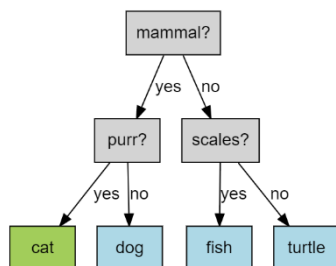 mammal?
yes no
purr? scales?
yes no yes no
cat dog fish turtle